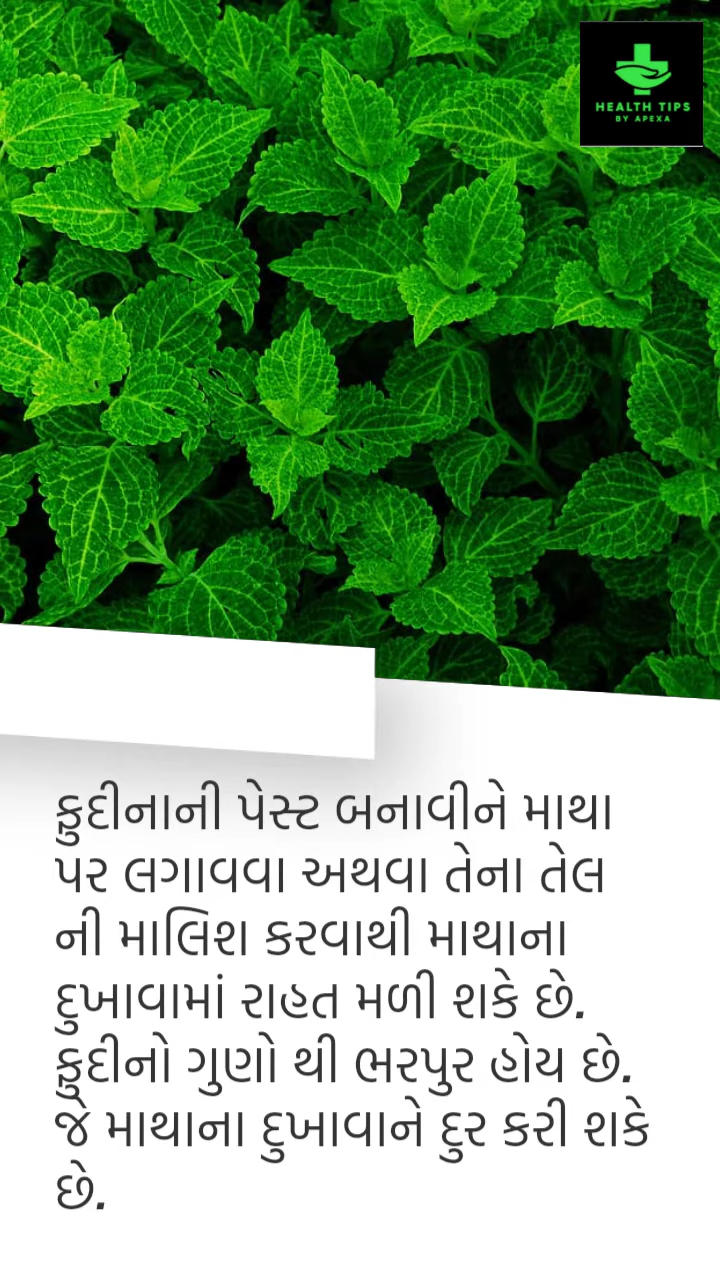 HEALTH TIPS
BY APEXA
ફુદીનાની પેસ્ટ બનાવીને માથા
પર લગાવવા અથવા તેના તેલ
ની માલિશ કરવાથી માથાના
દુખાવામાં રાહત મળી શકે છે.
ફુદીનો ગુણો થી ભરપુર હોય છે.
જે માથાના દુખાવાને દુર કરી શકે
છે.